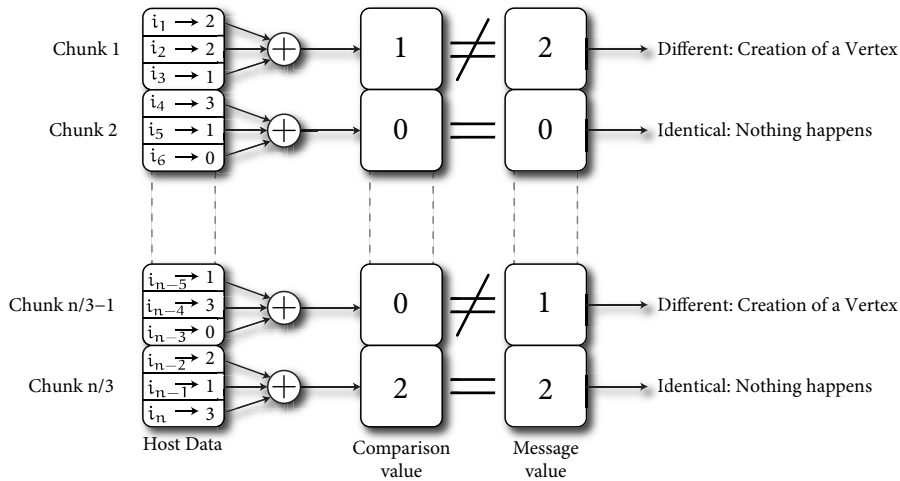 Chunk 1
i₁ → 2
i₂ → 2
i₃ → 1
+
1
≠
2
Different: Creation of a Vertex
Chunk 2
i₄ → 3
i₅ → 1
i₆ → 0
+
0
=
0
Identical: Nothing happens
Chunk n/3−1
iₙ₋₅ → 1
iₙ₋₄ → 3
iₙ₋₃ → 0
+
0
≠
1
Different: Creation of a Vertex
Chunk n/3
iₙ₋₂ → 2
iₙ₋₁ → 1
iₙ → 3
+
2
=
2
Identical: Nothing happens
Host Data
Comparison
value
Message
value